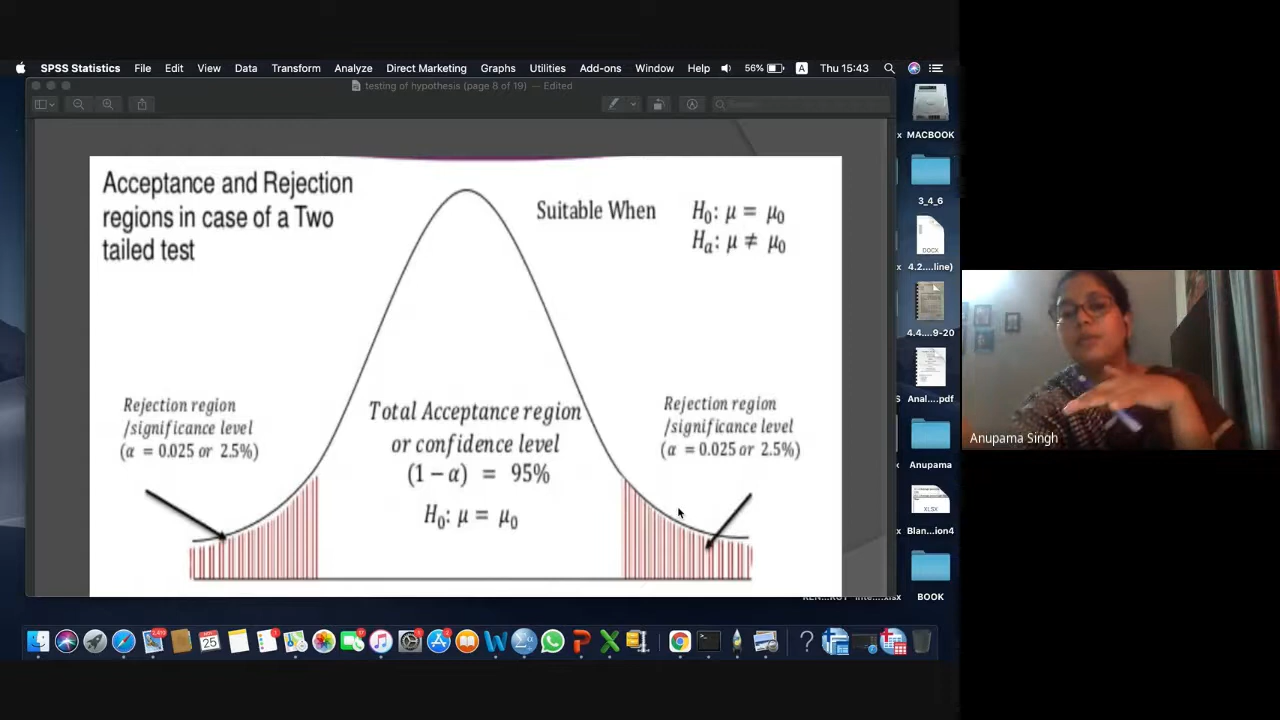 SPSS Statistics File Edit View Data Transform Analyze Direct Marketing Graphs Utilities Add-ons Window Help 56% A Thu 15:43
testing of hypothesis (page 8 of 19) — Edited
Search
Acceptance and Rejection
regions in case of a Two
tailed test
Suitable When
H₀: μ = μ₀
Hₐ: μ ≠ μ₀
Rejection region
/significance level
(α = 0.025 or 2.5%)
Total Acceptance region
or confidence level
(1 − α) = 95%
H₀: μ = μ₀
Rejection region
/significance level
(α = 0.025 or 2.5%)
MACBOOK
3_4_6
DOCX
4.2....line)
4.4....9-20
Anal...pdf
Anupama
XLSX
Blan...ion4
BOOK
25
Anupama Singh